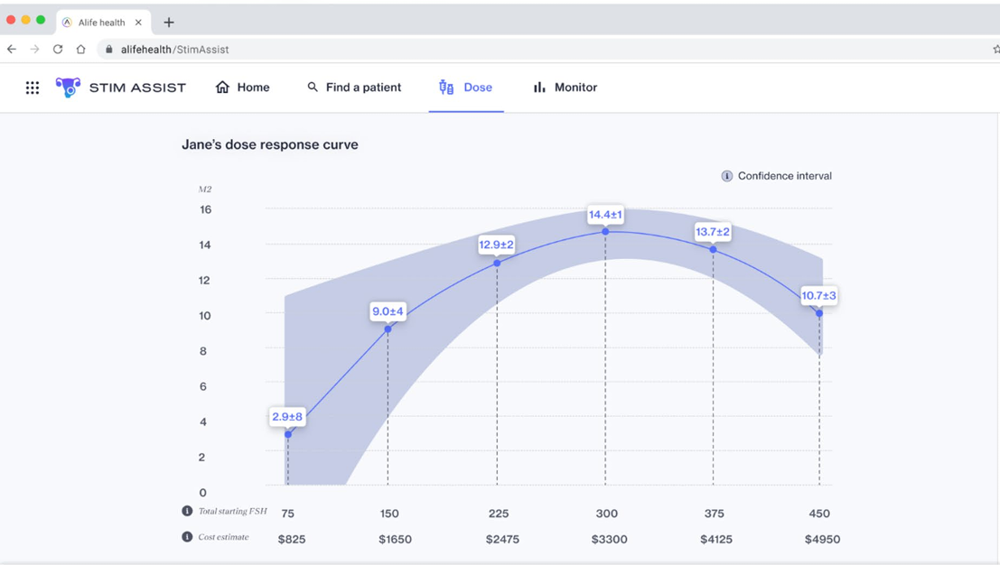 Alife health
alifehealth/StimAssist
STIM ASSIST Home Find a patient Dose Monitor
Jane's dose response curve
Confidence interval
M2
16
14.4±1
13.7±2
14
12.9±2
12
10.7±3
10
9.0±4
8
6
4
2.9±8
2
0
Total starting FSH 75 150 225 300 375 450
Cost estimate $825 $1650 $2475 $3300 $4125 $4950